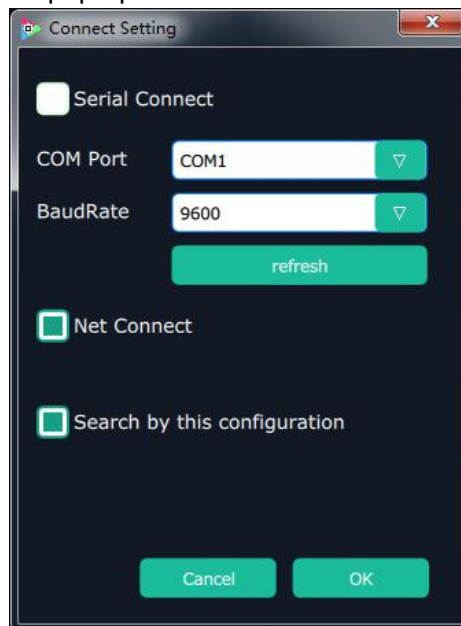 Connect Setting
Serial Connect
COM Port COM1
BaudRate 9600
refresh
Net Connect
Search by this configuration
Cancel OK